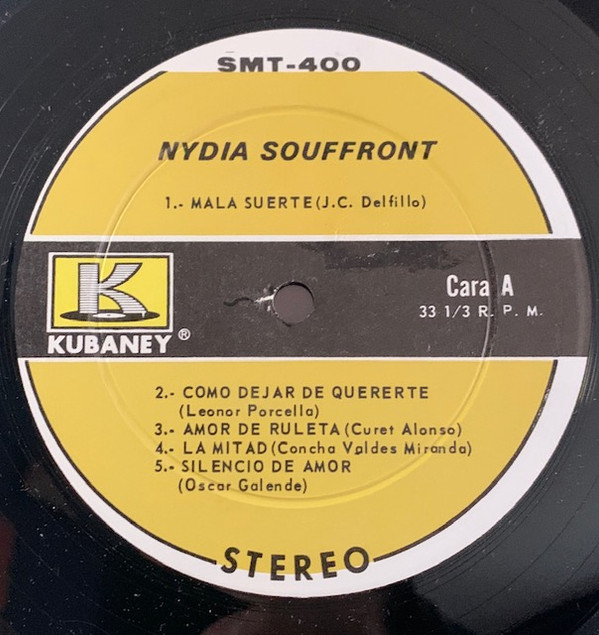 SMT-400
NYDIA SOUFFRONT
1.- MALA SUERTE (J.C. Delfillo)
K
KUBANEY®
Cara A
33 1/3 R. P. M.
2.- COMO DEJAR DE QUERERTE
(Leonor Porcella)
3.- AMOR DE RULETA (Curet Alonso)
4.- LA MITAD (Concha Valdes Miranda)
5.- SILENCIO DE AMOR
(Oscar Galende)
STEREO